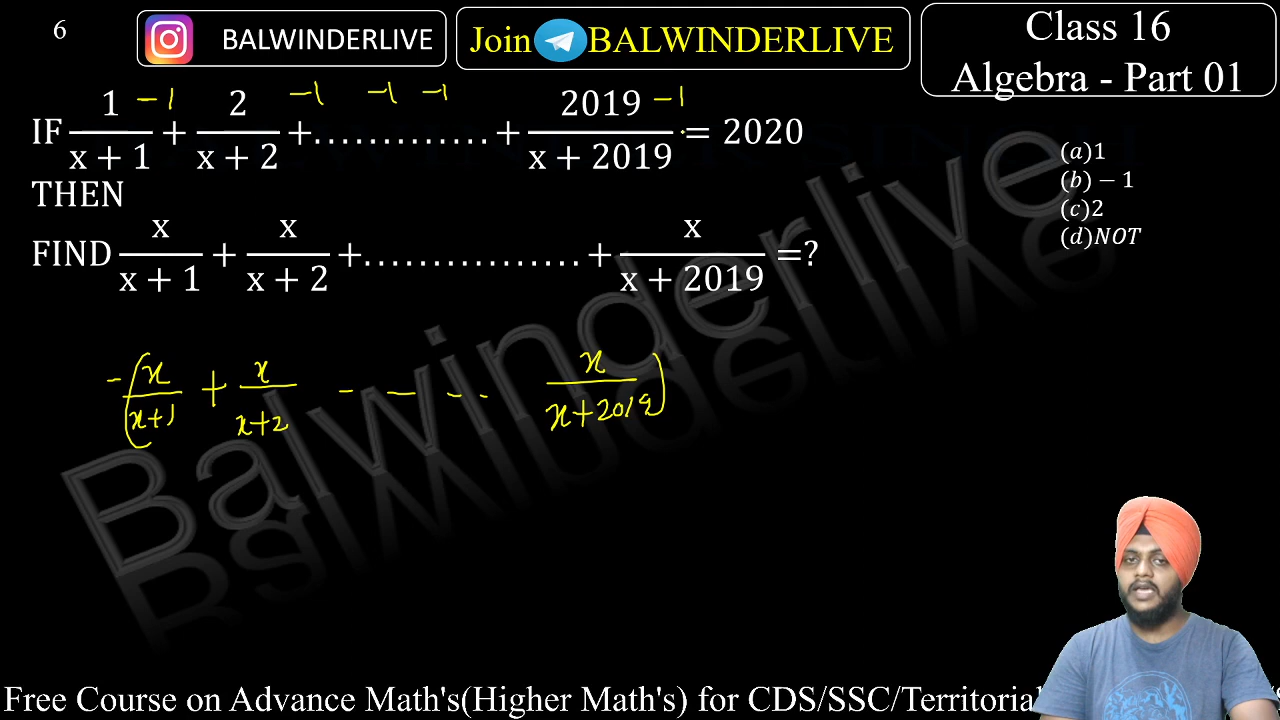 6
BALWINDERLIVE
Join BALWINDERLIVE
Class 16
Algebra - Part 01
IF 1/(x + 1) + 2/(x + 2) +............. + 2019/(x + 2019) = 2020
-1 -1 -1 -1 -1
THEN
FIND x/(x + 1) + x/(x + 2) +................ + x/(x + 2019) =?
(a)1
(b) − 1
(c)2
(d)NOT
-(x/(x+1) + x/(x+2) - - - - x/(x+2019))
Balwinderlive
Free Course on Advance Math's(Higher Math's) for CDS/SSC/Territorial